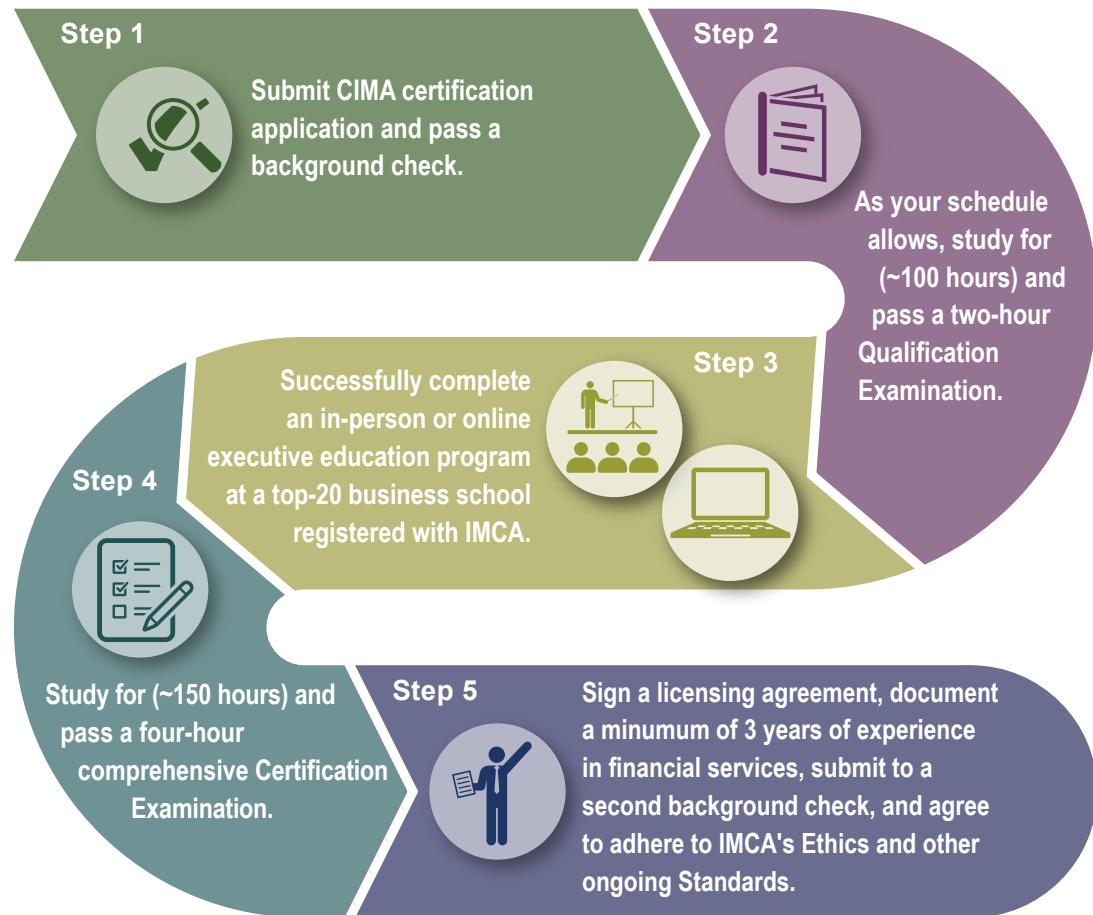 Step 1
Submit CIMA certification
application and pass a
background check.
Step 2
As your schedule
allows, study for
(~100 hours) and
pass a two-hour
Qualification
Examination.
Step 3
Successfully complete
an in-person or online
executive education program
at a top-20 business school
registered with IMCA.
Step 4
Study for (~150 hours) and
pass a four-hour
comprehensive Certification
Examination.
Step 5
Sign a licensing agreement, document
a minumum of 3 years of experience
in financial services, submit to a
second background check, and agree
to adhere to IMCA's Ethics and other
ongoing Standards.